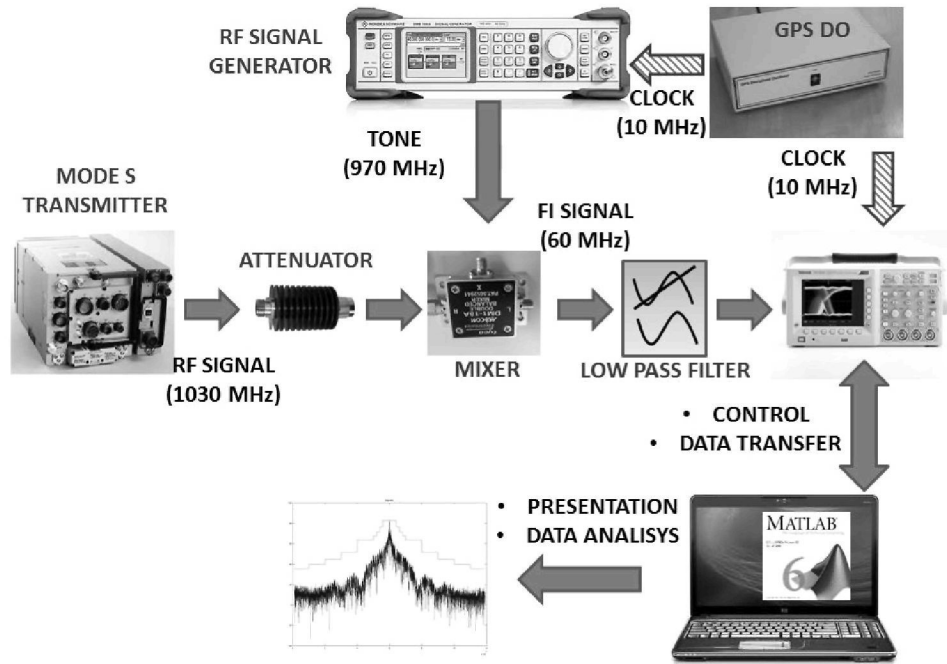 RF SIGNAL
GENERATOR
GPS DO
CLOCK
(10 MHz)
TONE
(970 MHz)
CLOCK
(10 MHz)
MODE S
TRANSMITTER
FI SIGNAL
(60 MHz)
ATTENUATOR
RF SIGNAL
(1030 MHz)
MIXER
LOW PASS FILTER
• CONTROL
• DATA TRANSFER
• PRESENTATION
• DATA ANALISYS
MATLAB
6